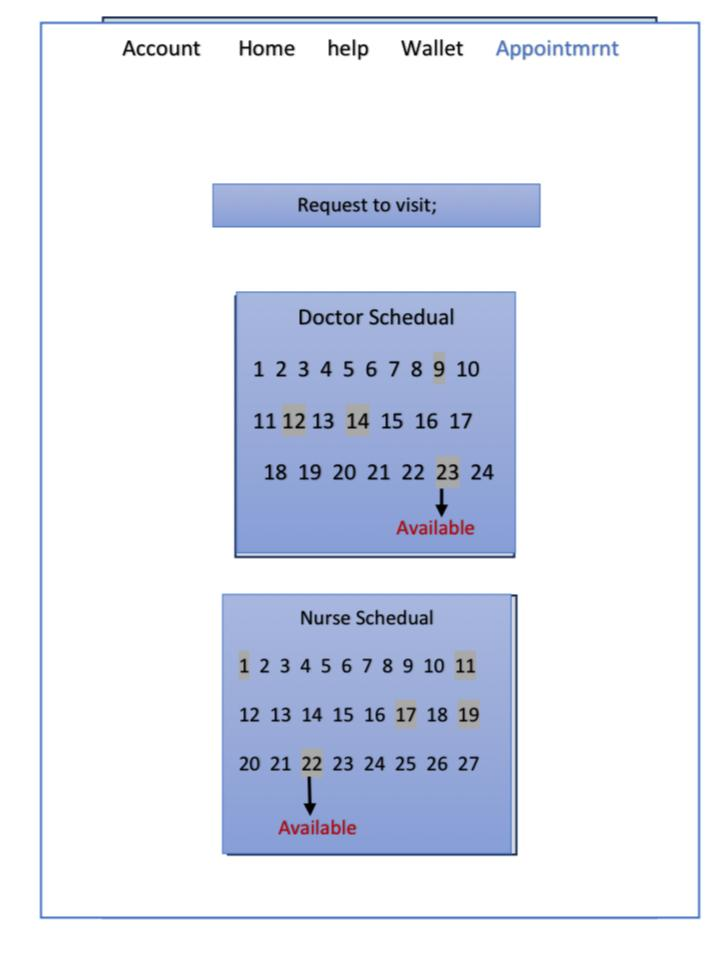 Account Home help Wallet Appointmrnt
Request to visit;
Doctor Schedual
1 2 3 4 5 6 7 8 9 10
11 12 13 14 15 16 17
18 19 20 21 22 23 24
Available
Nurse Schedual
1 2 3 4 5 6 7 8 9 10 11
12 13 14 15 16 17 18 19
20 21 22 23 24 25 26 27
Available